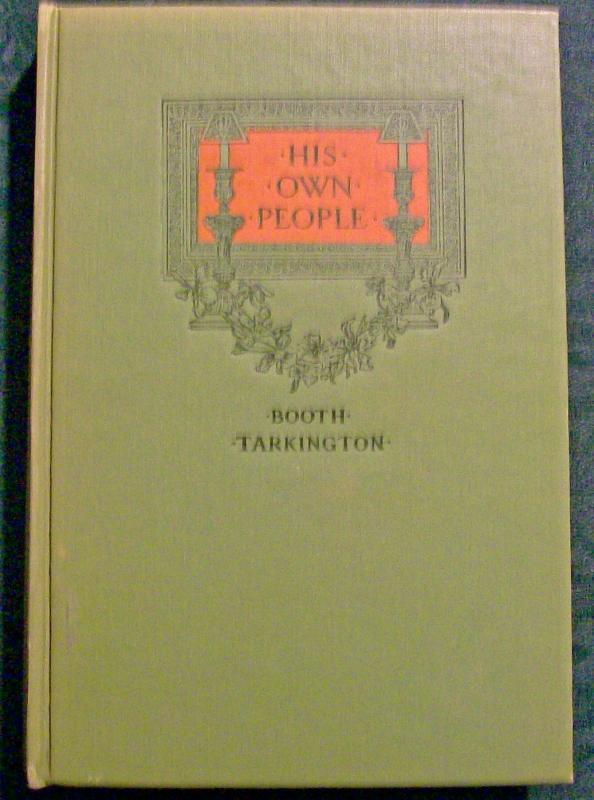 ·HIS·
·OWN·
·PEOPLE·
·BOOTH·
·TARKINGTON·